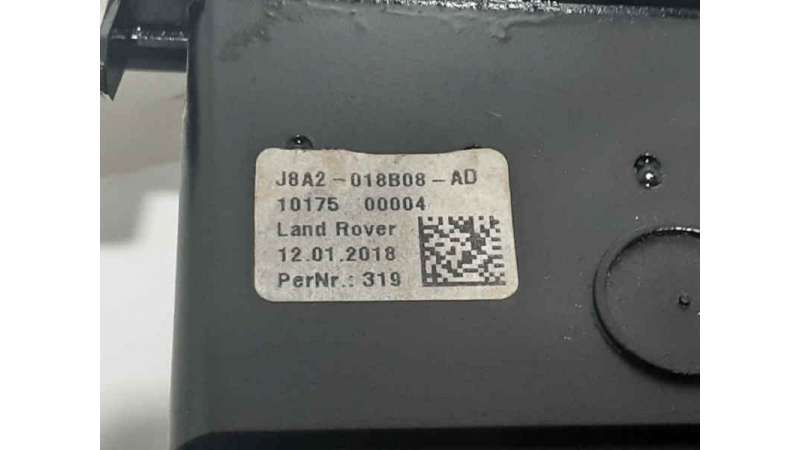 J8A2-018B08-AD
10175 00004
Land Rover
12.01.2018
PerNr.: 319